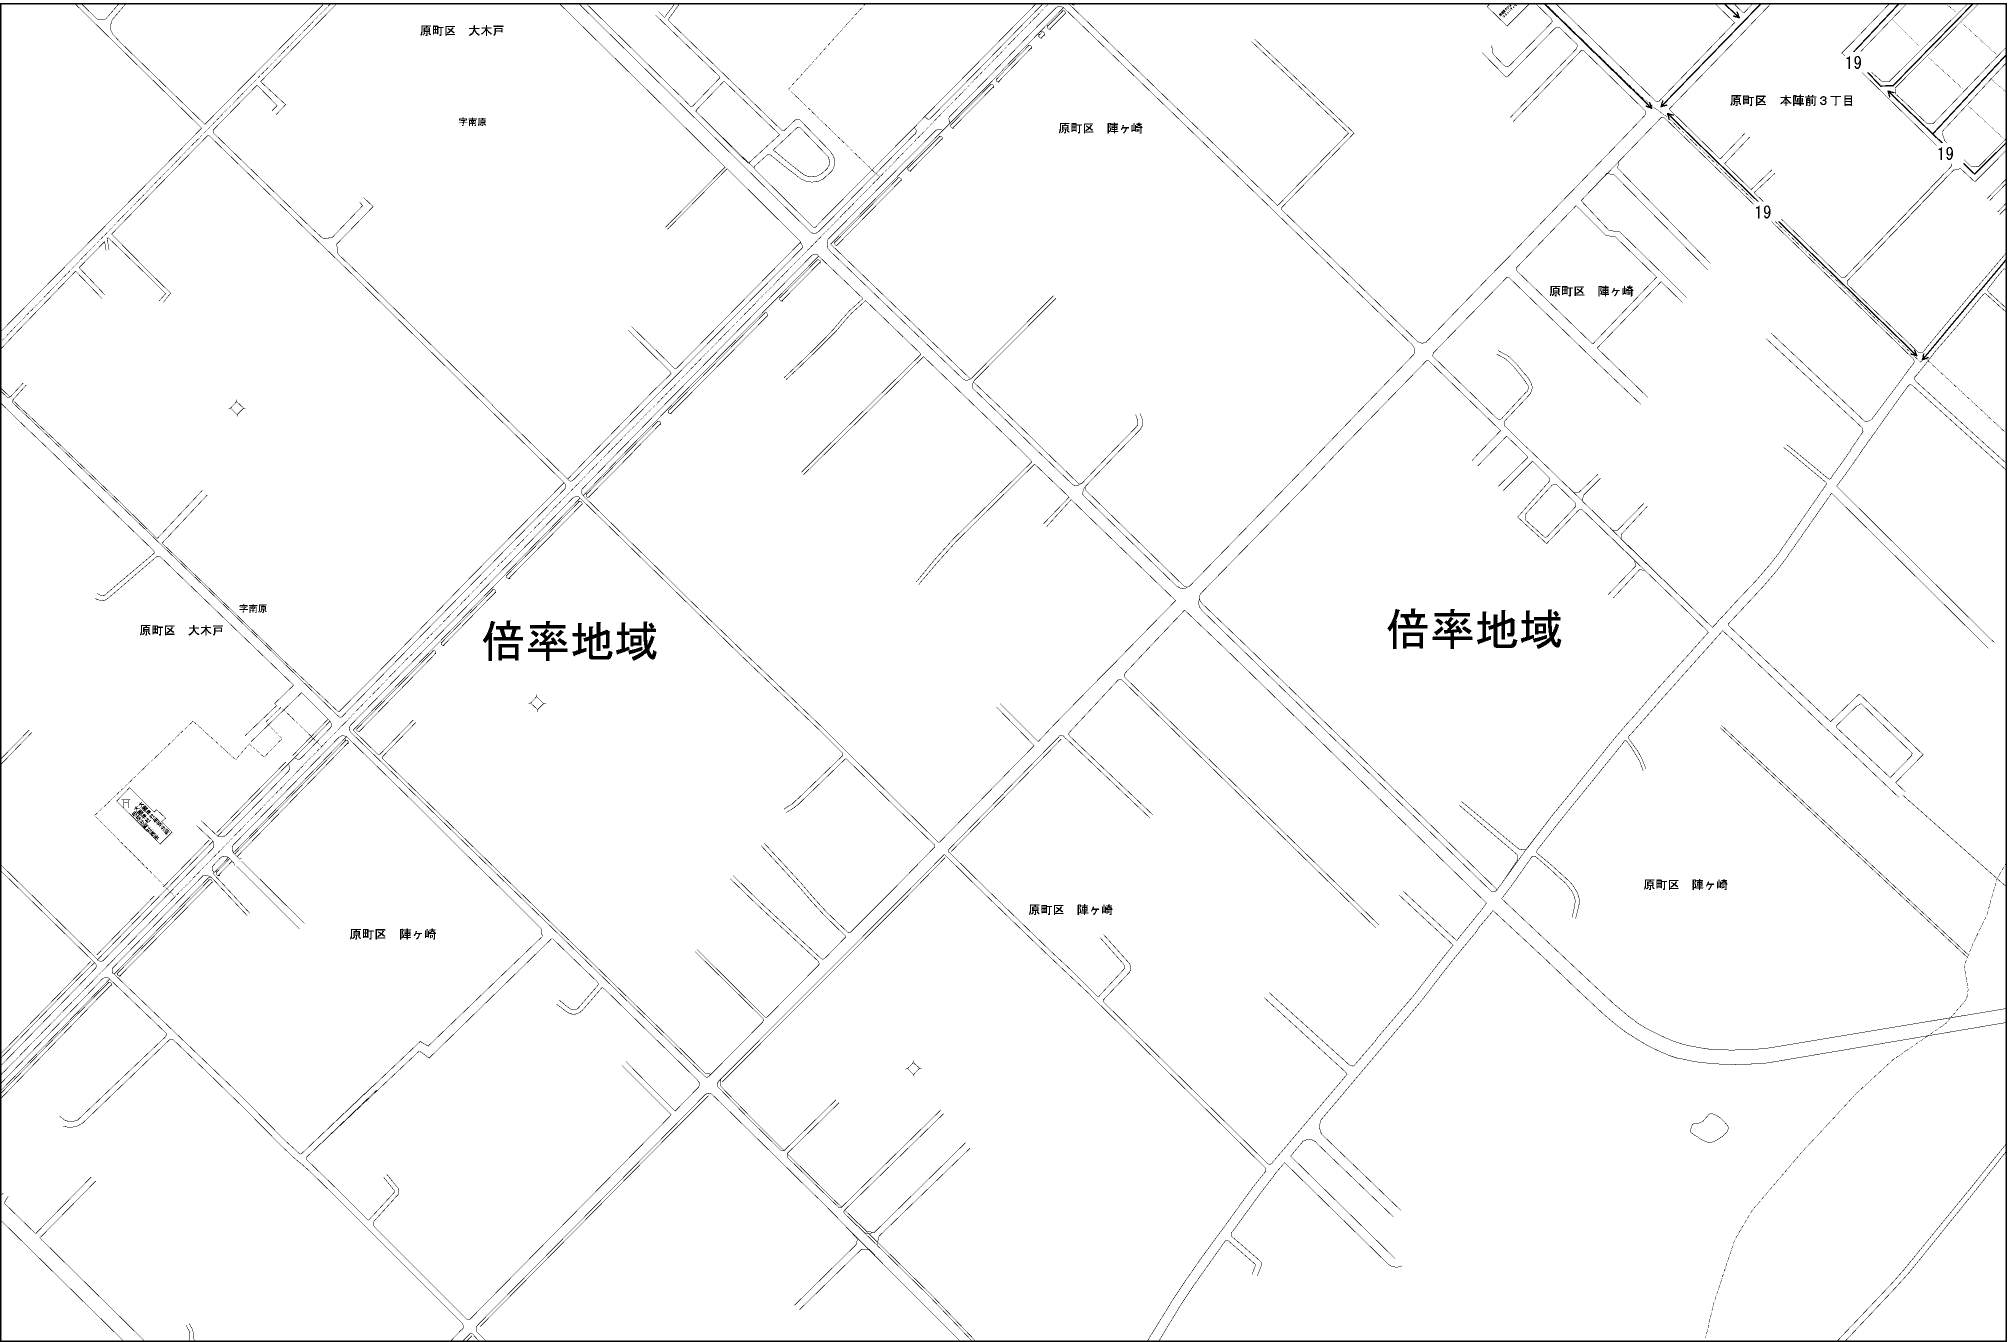 原町区　大木戸
19
原町区　本陣前３丁目
字南原
原町区　陣ヶ崎
19
19
原町区　陣ヶ崎
字南原
原町区　大木戸
倍率地域
倍率地域
原町区　陣ヶ崎
原町区　陣ヶ崎
原町区　陣ヶ崎